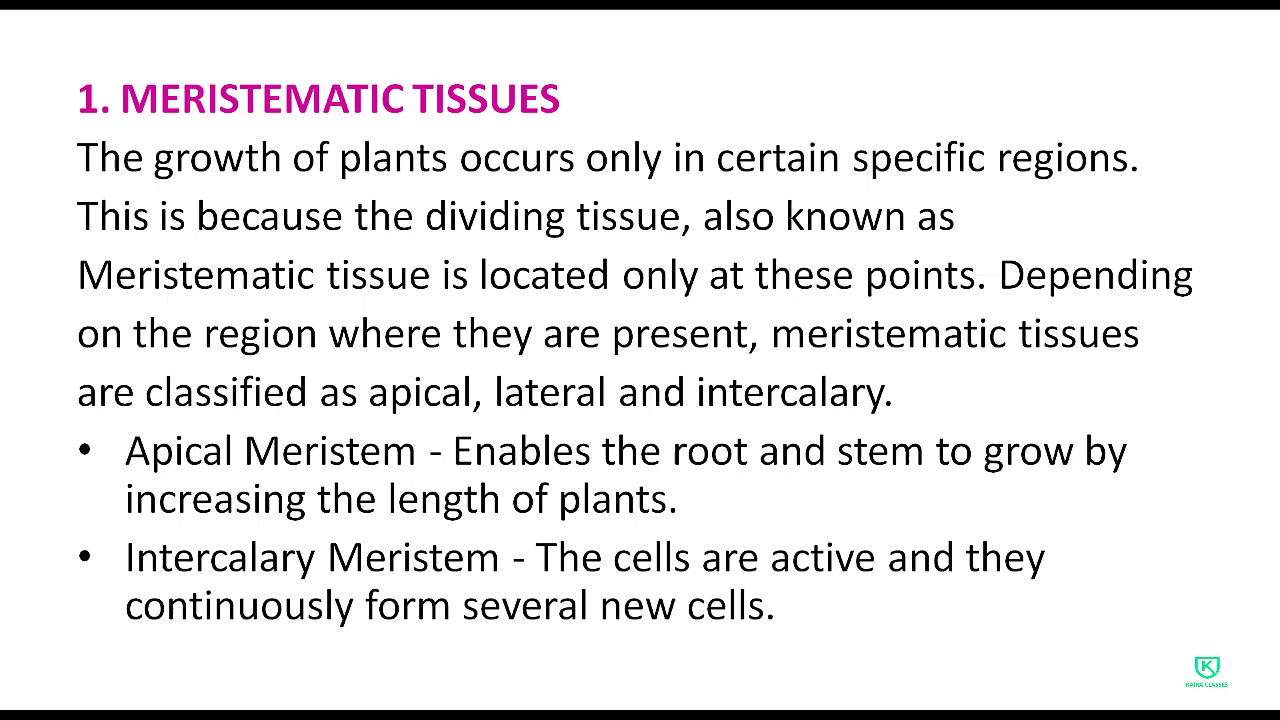 1. MERISTEMATIC TISSUES
The growth of plants occurs only in certain specific regions.
This is because the dividing tissue, also known as
Meristematic tissue is located only at these points. Depending
on the region where they are present, meristematic tissues
are classified as apical, lateral and intercalary.
• Apical Meristem - Enables the root and stem to grow by
increasing the length of plants.
• Intercalary Meristem - The cells are active and they
continuously form several new cells.
K